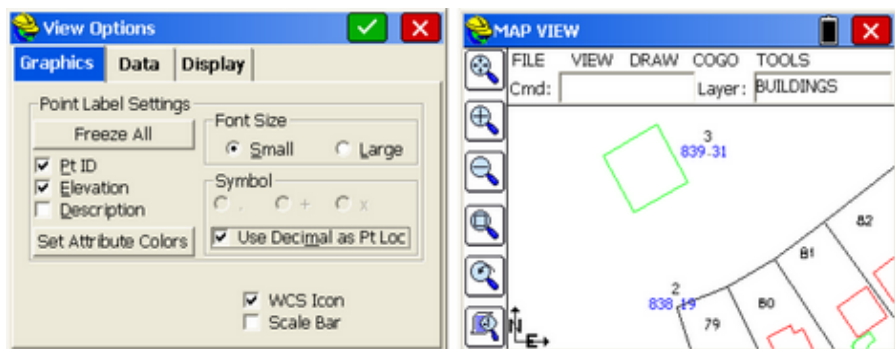 View Options
Graphics Data Display
Point Label Settings
Freeze All
Font Size
Small Large
Pt ID
Elevation
Description
Symbol
. + x
Set Attribute Colors
Use Decimal as Pt Loc
WCS Icon
Scale Bar
MAP VIEW
FILE VIEW DRAW COGO TOOLS
Cmd: Layer: BUILDINGS
3
839.31
82
81
2
838.19
80
79
N
E